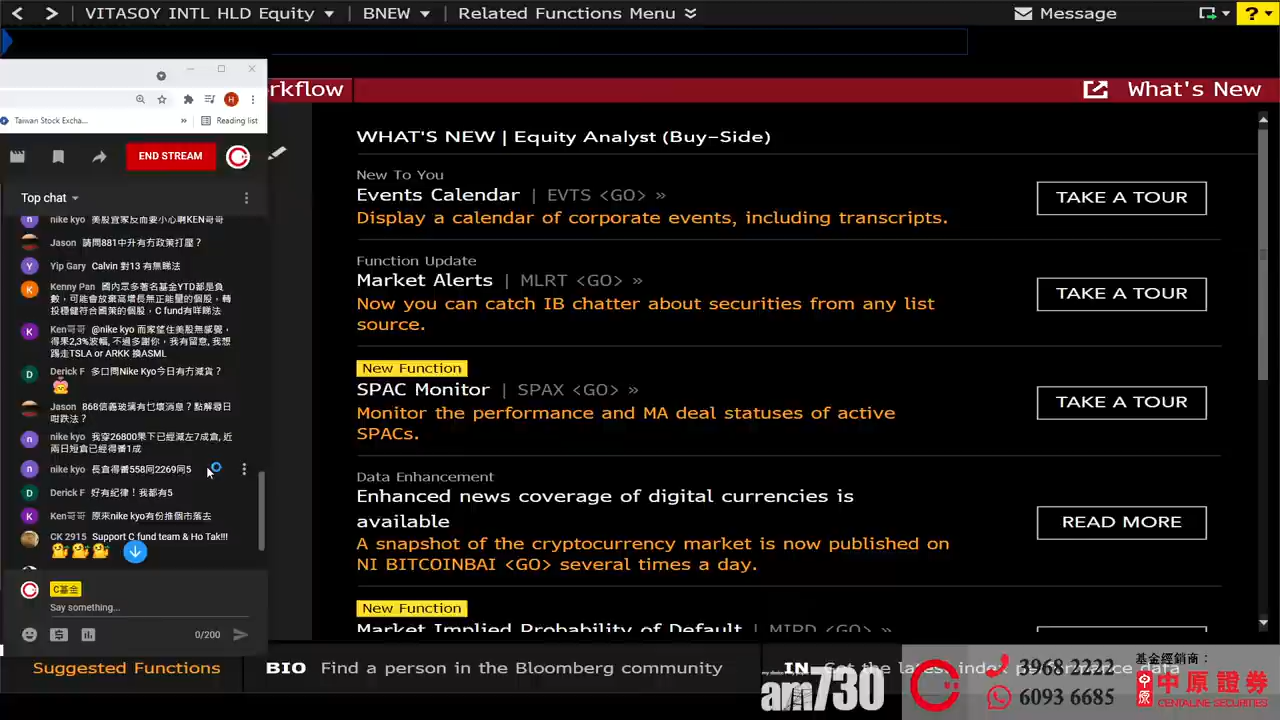 VITASOY INTL HLD Equity
BNEW
Related Functions Menu
Message
?
rkflow
What's New
H
Taiwan Stock Excha...
»
Reading list
END STREAM
Top chat
nike kyo 美股宜家反而要小心啊KEN哥哥
Jason 請問881中升有冇政策打壓？
Yip Gary Calvin 對13 有無睇法
Kenny Pan 國內眾多著名基金YTD都是負
數，可能會放棄高增長無正能量的個股，轉
投穩健符合國策的個股，C fund有咩睇法
Ken哥哥 @nike kyo 而家望住美股無感覺，
得果2,3%波幅, 不過多謝你，我有留意, 我想
踢走TSLA or ARKK 換ASML
Derick F 多口問Nike Kyo今日有冇減貨？
Jason 868信義玻璃有乜壞消息？點解尋日
咁跌法？
nike kyo 我穿26800果下已經減左7成倉, 近
兩日短倉已經得番1成
nike kyo 長倉得番558同2269同5
Derick F 好有紀律！我都有5
Ken哥哥 原來nike kyo有份推個市落去
CK 2915 Support C fund team & Ho Tak!!!
C基金
Say something...
0/200
WHAT'S NEW | Equity Analyst (Buy-Side)
New To You
Events Calendar | EVTS <GO> »
Display a calendar of corporate events, including transcripts.
TAKE A TOUR
Function Update
Market Alerts | MLRT <GO> »
Now you can catch IB chatter about securities from any list
source.
TAKE A TOUR
New Function
SPAC Monitor | SPAX <GO> »
Monitor the performance and MA deal statuses of active
SPACs.
TAKE A TOUR
Data Enhancement
Enhanced news coverage of digital currencies is
available
A snapshot of the cryptocurrency market is now published on
NI BITCOINBAI <GO> several times a day.
READ MORE
New Function
Market Implied Probability of Default | MIPD <GO> »
Suggested Functions
BIO Find a person in the Bloomberg community
IN Get the latest index performance data
am730
3968 2222
6093 6685
基金經銷商：
中原證券
CENTALINE SECURITIES